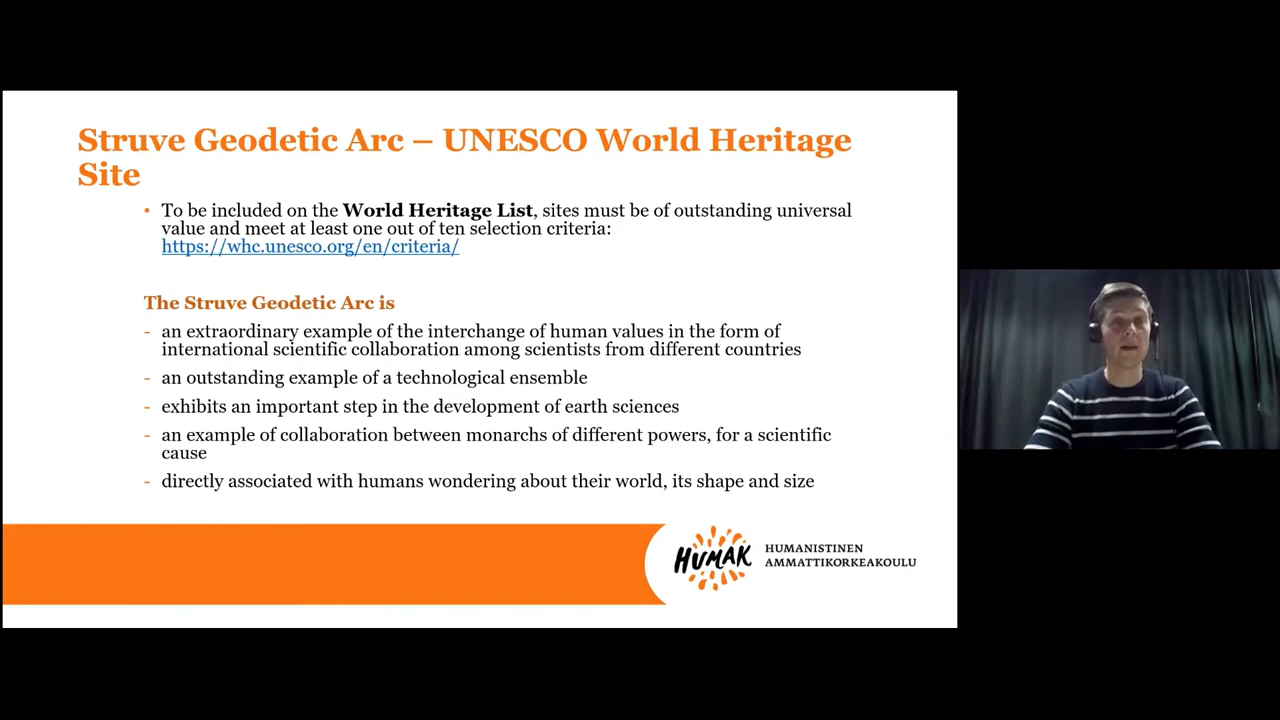 Struve Geodetic Arc – UNESCO World Heritage
Site
• To be included on the World Heritage List, sites must be of outstanding universal
value and meet at least one out of ten selection criteria:
https://whc.unesco.org/en/criteria/
The Struve Geodetic Arc is
- an extraordinary example of the interchange of human values in the form of
international scientific collaboration among scientists from different countries
- an outstanding example of a technological ensemble
- exhibits an important step in the development of earth sciences
- an example of collaboration between monarchs of different powers, for a scientific
cause
- directly associated with humans wondering about their world, its shape and size
HUMAK
HUMANISTINEN
AMMATTIKORKEAKOULU